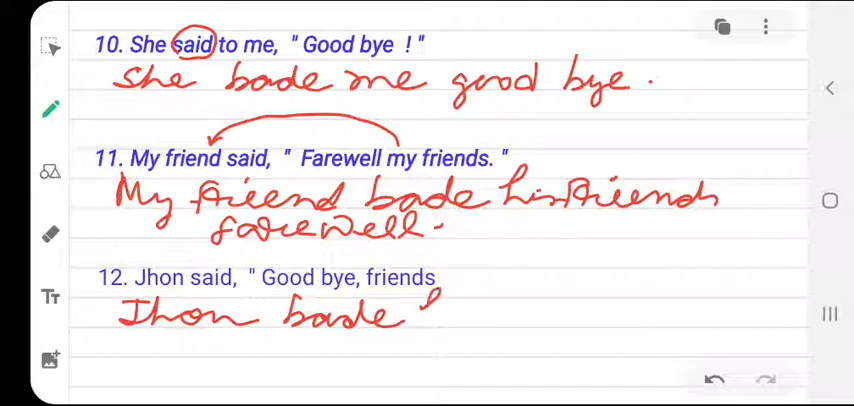 10. She said to me, " Good bye ! "
She bade me good bye .
11. My friend said, " Farewell my friends. "
My friend bade his friends
farewell.
12. Jhon said, " Good bye, friends
Jhon bade
TT